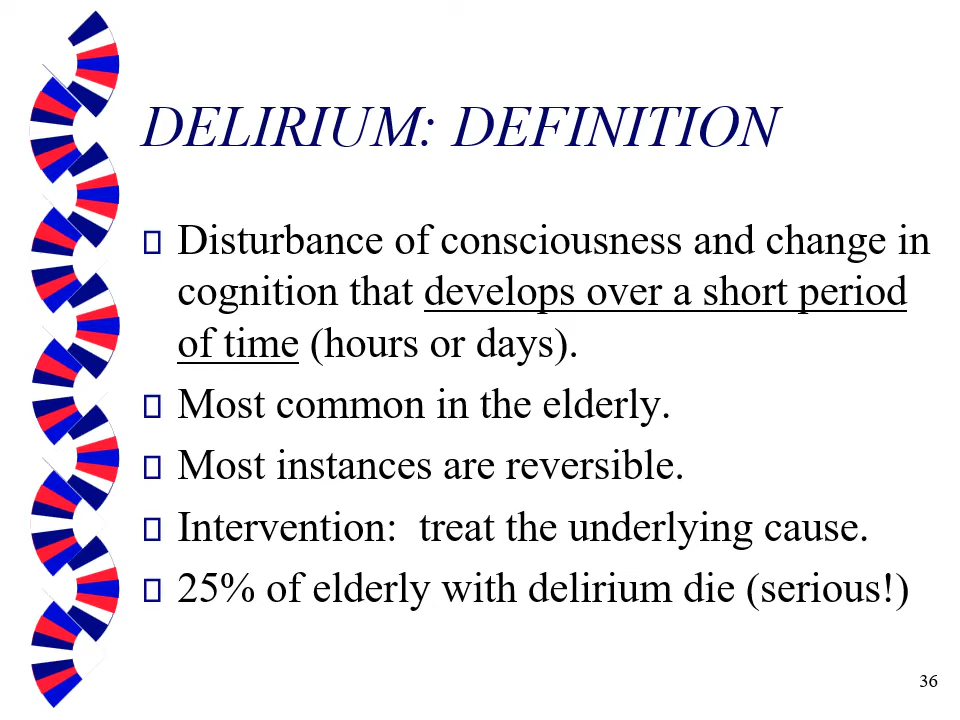 DELIRIUM: DEFINITION
Disturbance of consciousness and change in
cognition that develops over a short period
of time (hours or days).
Most common in the elderly.
Most instances are reversible.
Intervention:  treat the underlying cause.
25% of elderly with delirium die (serious!)
36